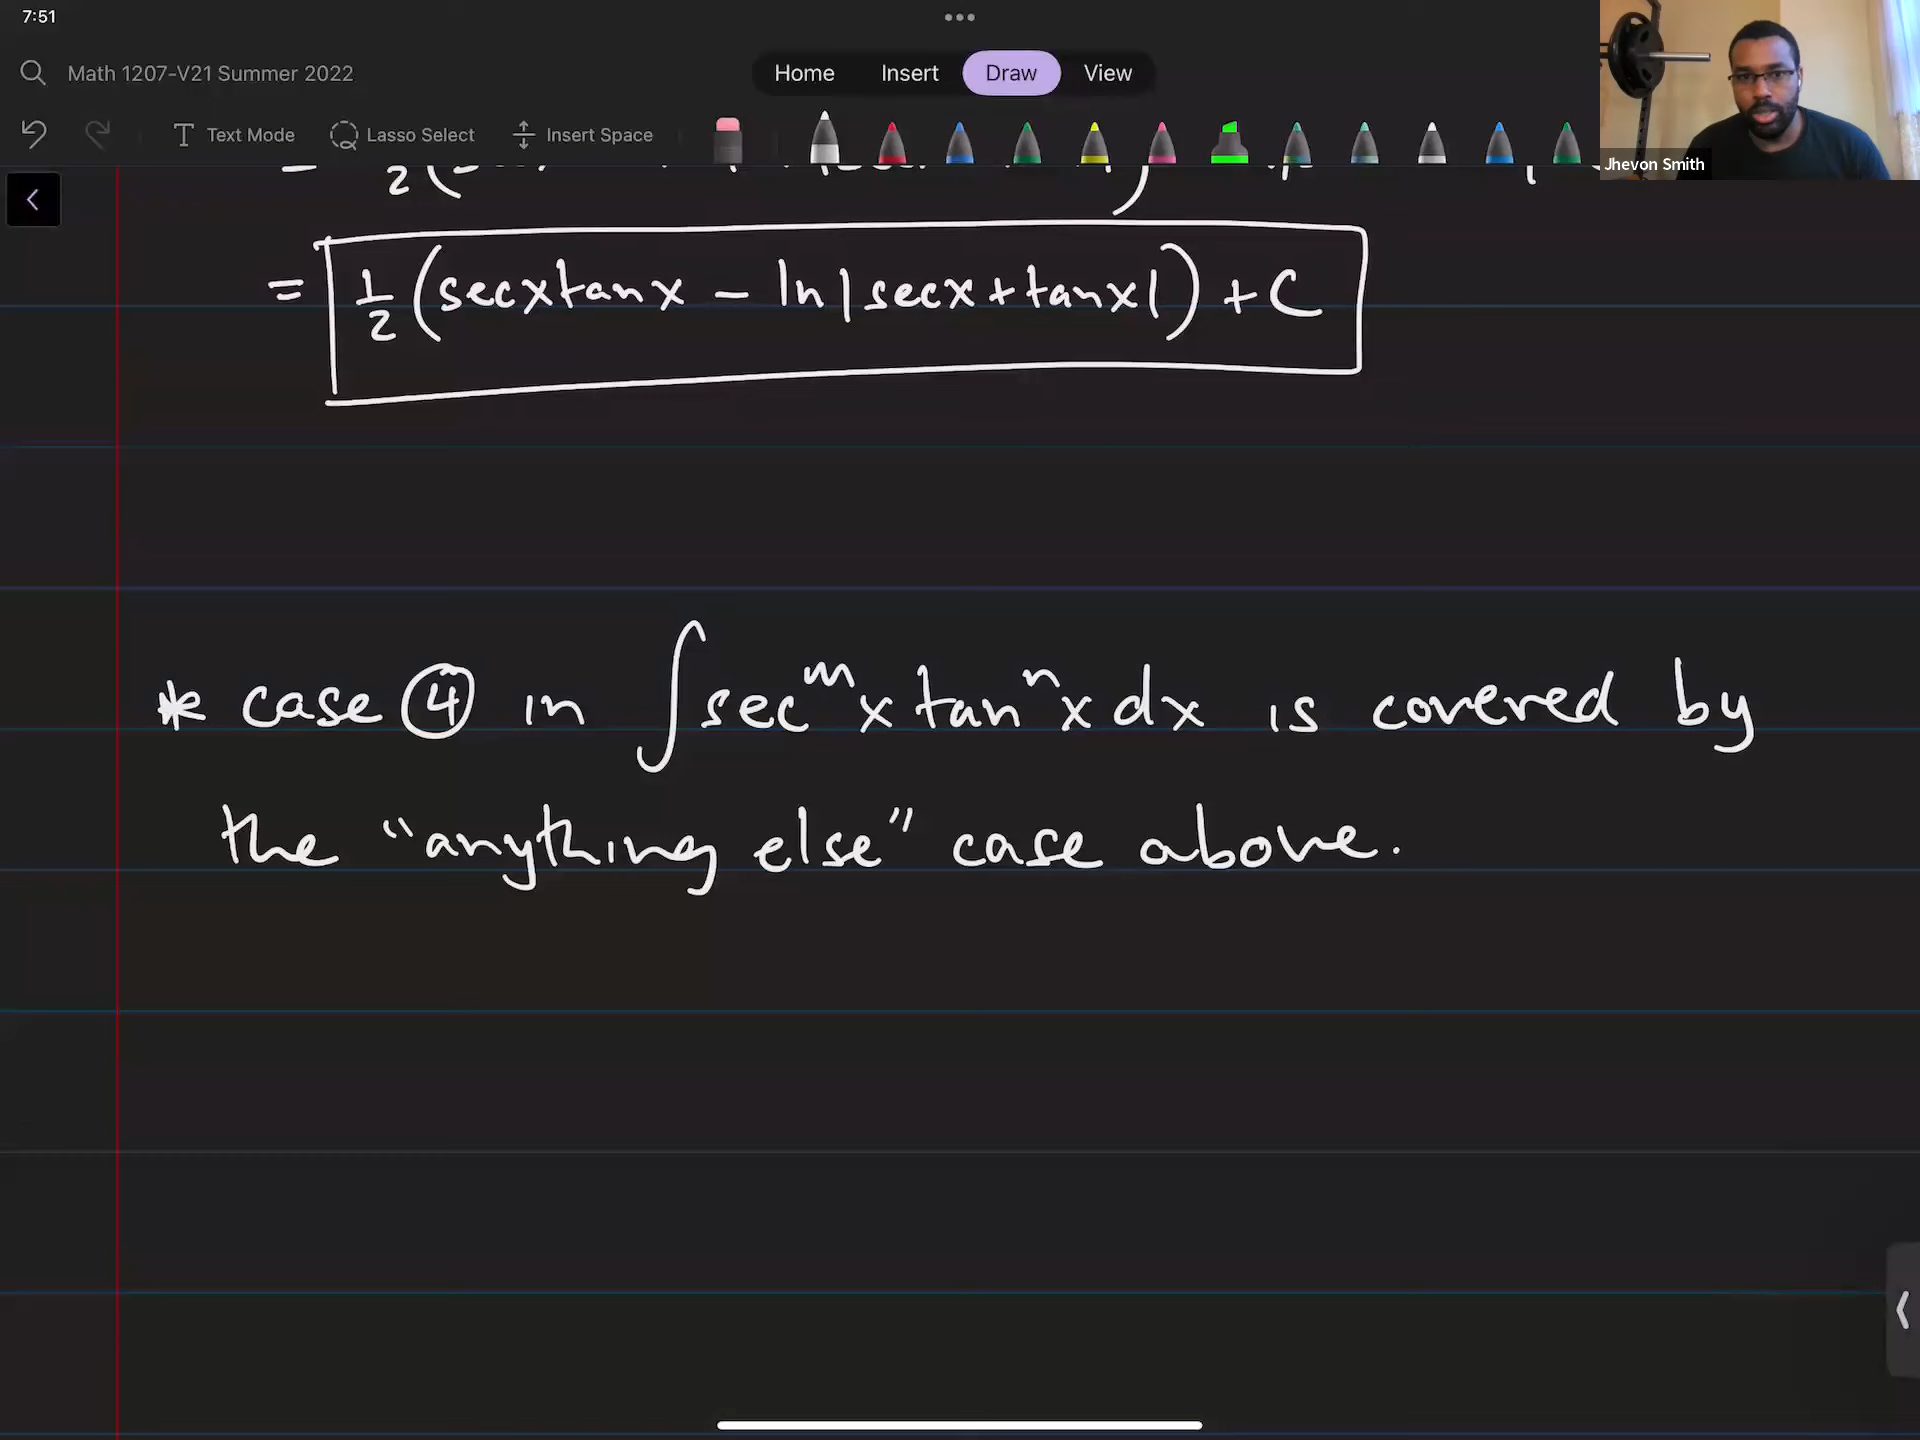 7:51
Math 1207-V21 Summer 2022
Home Insert Draw View
Text Mode Lasso Select Insert Space
Jhevon Smith
= 1/2 (secxtanx - ln|secx+tanx|) + C
* case ④ in ∫sec^m x tan^n x dx is covered by
the "anything else" case above.